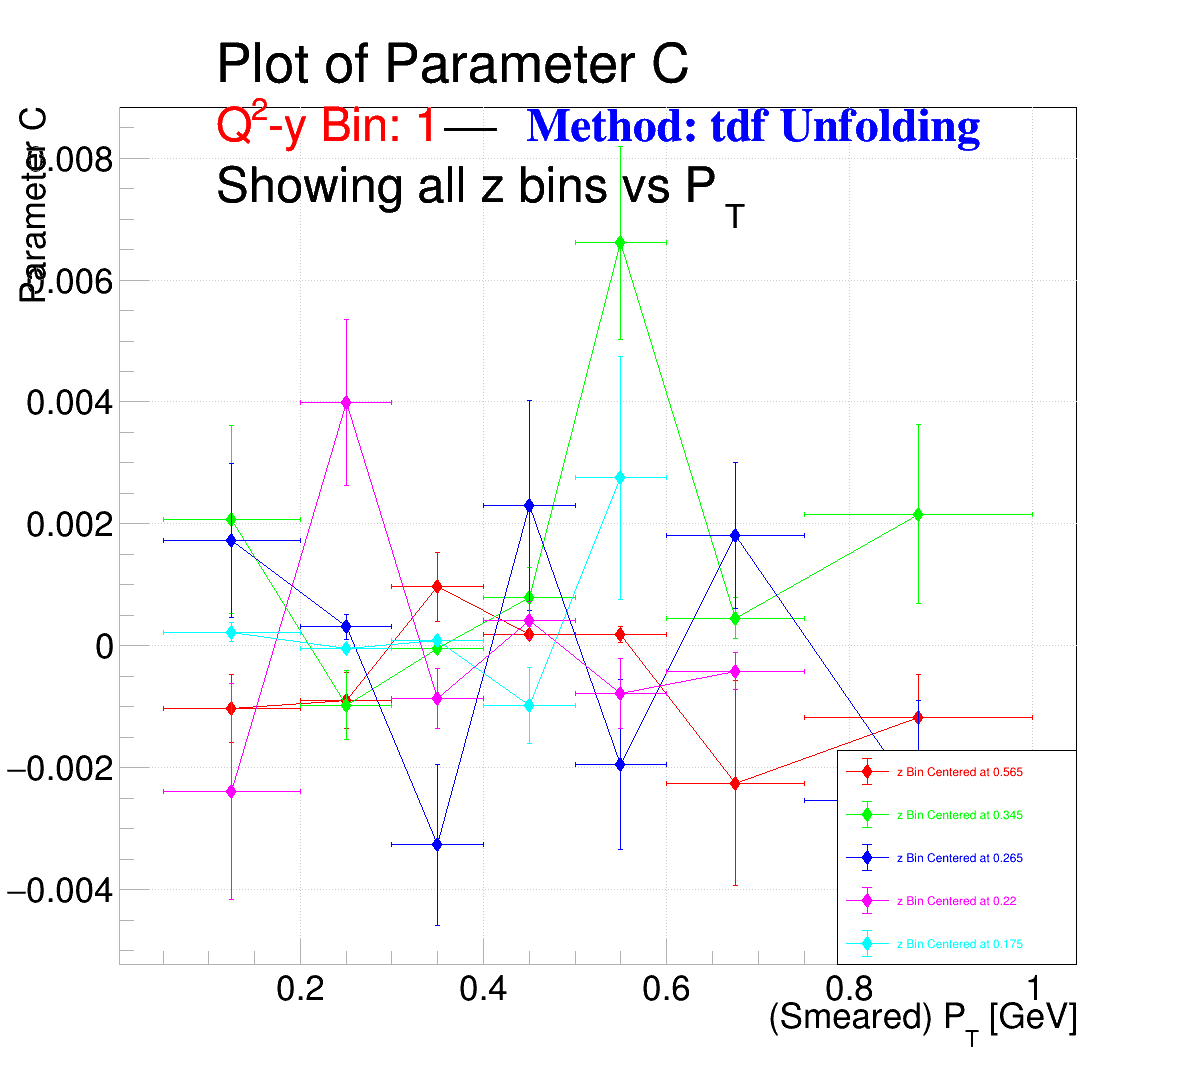 Plot of Parameter C
Q²-y Bin: 1 — Method: tdf Unfolding
Showing all z bins vs P_T
Parameter C
0.008
0.006
0.004
0.002
0
−0.002
−0.004
0.2 0.4 0.6 0.8 1
(Smeared) P_T [GeV]
z Bin Centered at 0.565
z Bin Centered at 0.345
z Bin Centered at 0.265
z Bin Centered at 0.22
z Bin Centered at 0.175